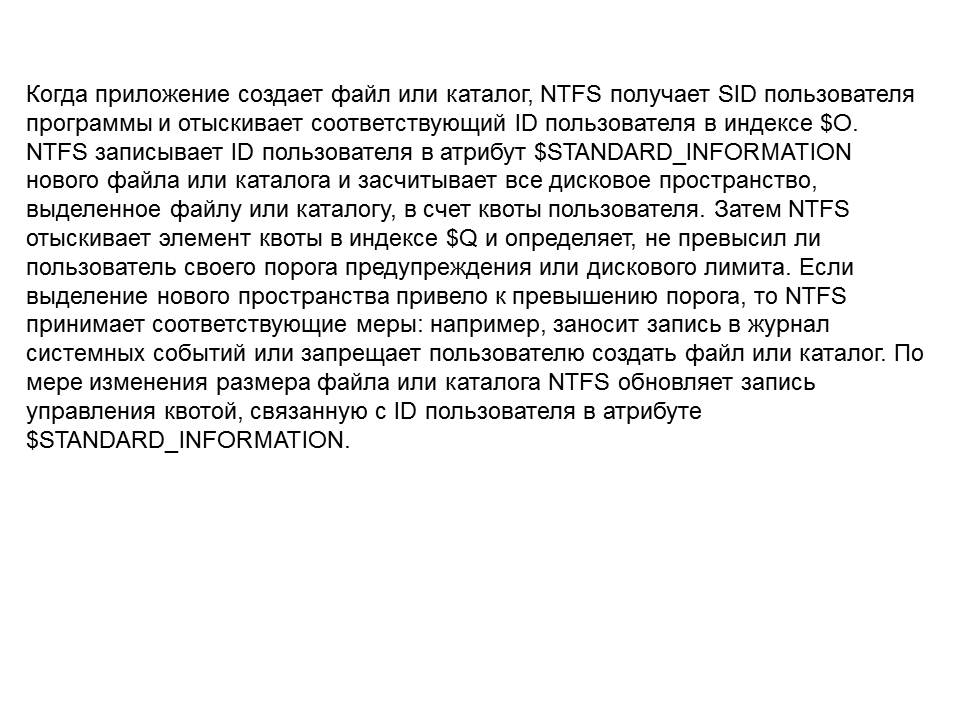 Когда приложение создает файл или каталог, NTFS получает SID пользователя
программы и отыскивает соответствующий ID пользователя в индексе $O.
NTFS записывает ID пользователя в атрибут $STANDARD_INFORMATION
нового файла или каталога и засчитывает все дисковое пространство,
выделенное файлу или каталогу, в счет квоты пользователя. Затем NTFS
отыскивает элемент квоты в индексе $Q и определяет, не превысил ли
пользователь своего порога предупреждения или дискового лимита. Если
выделение нового пространства привело к превышению порога, то NTFS
принимает соответствующие меры: например, заносит запись в журнал
системных событий или запрещает пользователю создать файл или каталог. По
мере изменения размера файла или каталога NTFS обновляет запись
управления квотой, связанную с ID пользователя в атрибуте
$STANDARD_INFORMATION.